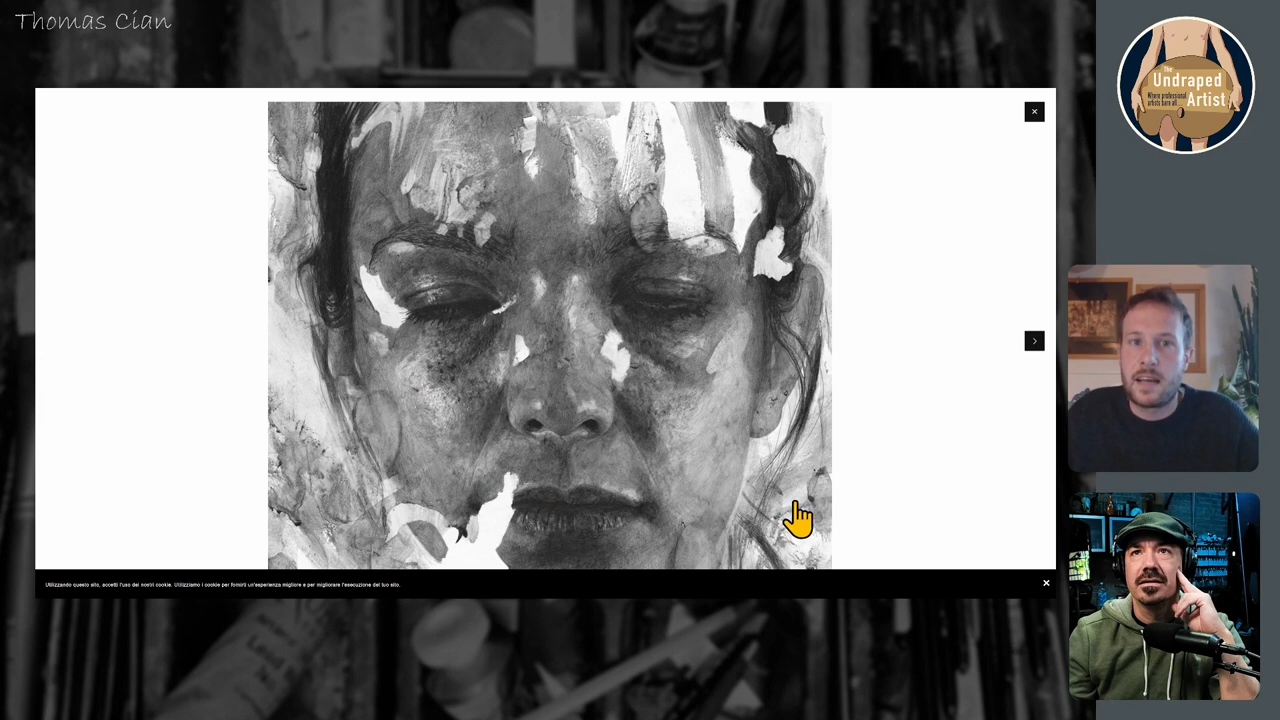 Thomas Cian
The
Undraped
Where professional
artists bare all...
Artist
Utilizzando questo sito, accetti l'uso dei nostri cookie. Utilizziamo i cookie per fornirti un'esperienza migliore e per migliorare l'esecuzione del tuo sito.